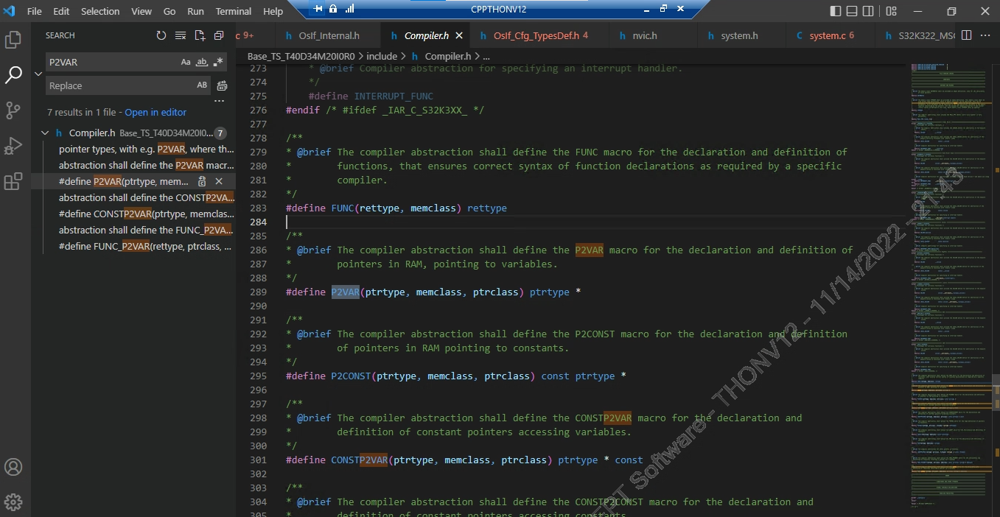 File Edit Selection View Go Run Terminal Help
CPPTHONV12
SEARCH
P2VAR
Aa ab .*
Replace
AB
7 results in 1 file - Open in editor
h Compiler.h Base_TS_T40D34M20I0... 7
pointer types, with e.g. P2VAR, where th...
abstraction shall define the P2VAR macr...
#define P2VAR(ptrtype, mem...
abstraction shall define the CONSTP2VA...
#define CONSTP2VAR(ptrtype, memclas...
abstraction shall define the FUNC_P2VA...
#define FUNC_P2VAR(rettype, ptrclass, ...
c 9+ h OsIf_Internal.h h Compiler.h h OsIf_Cfg_TypesDef.h 4 h nvic.h h system.h C system.c 6 h S32K322_MSC
Base_TS_T40D34M20I0R0 > include > h Compiler.h > ...
273 * @brief Compiler abstraction for specifying an interrupt handler.
274 */
275 #define INTERRUPT_FUNC
276 #endif /* #ifdef _IAR_C_S32K3XX_ */
277
278 /**
279 * @brief The compiler abstraction shall define the FUNC macro for the declaration and definition of
280 * functions, that ensures correct syntax of function declarations as required by a specific
281 * compiler.
282 */
283 #define FUNC(rettype, memclass) rettype
284
285 /**
286 * @brief The compiler abstraction shall define the P2VAR macro for the declaration and definition of
287 * pointers in RAM, pointing to variables.
288 */
289 #define P2VAR(ptrtype, memclass, ptrclass) ptrtype *
290
291 /**
292 * @brief The compiler abstraction shall define the P2CONST macro for the declaration and definition
293 * of pointers in RAM pointing to constants.
294 */
295 #define P2CONST(ptrtype, memclass, ptrclass) const ptrtype *
296
297 /**
298 * @brief The compiler abstraction shall define the CONSTP2VAR macro for the declaration and
299 * definition of constant pointers accessing variables.
300 */
301 #define CONSTP2VAR(ptrtype, memclass, ptrclass) ptrtype * const
302
303 /**
304 * @brief The compiler abstraction shall define the CONSTP2CONST macro for the declaration and
305 * definition of constant pointers accessing constants.
FPT Software - THONV12 - 11/14/2022 - 21:43